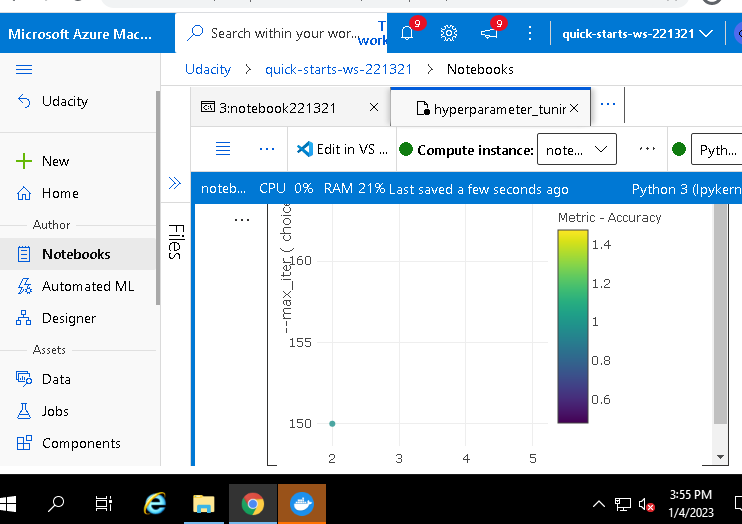 Microsoft Azure Mac...
Search within your wor...
T
work
9
9
quick-starts-ws-221321
Udacity > quick-starts-ws-221321 > Notebooks
Udacity
New
Home
Author
Notebooks
Automated ML
Designer
Assets
Data
Jobs
Components
Files
3:notebook221321
hyperparameter_tunin
Edit in VS ...
Compute instance:
note...
Pyth...
noteb...
CPU 0%
RAM 21%
Last saved a few seconds ago
Python 3 (Ipykern
--max_iter ( choice
160
155
150
2
3
4
5
Metric - Accuracy
1.4
1.2
1
0.8
0.6
3:55 PM
1/4/2023